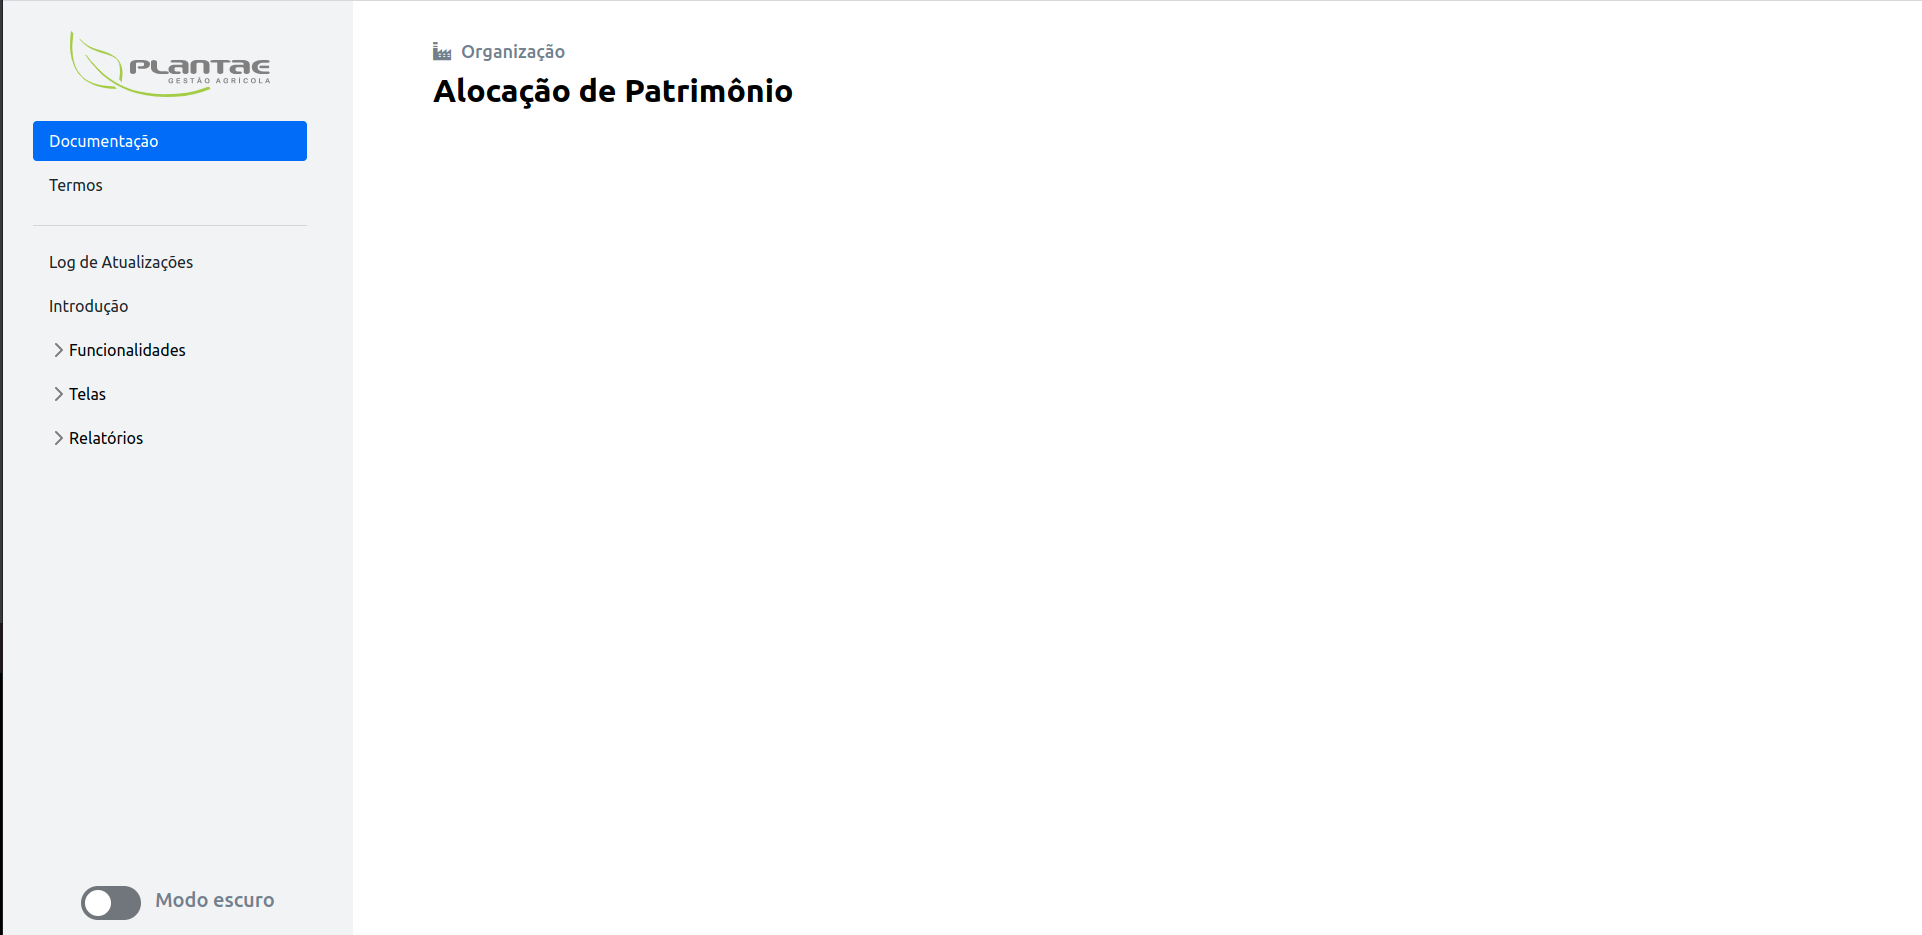 PLANTAE
GESTÃO AGRÍCOLA
Documentação
Termos
Log de Atualizações
Introdução
Funcionalidades
Telas
Relatórios
Modo escuro
Organização
Alocação de Patrimônio